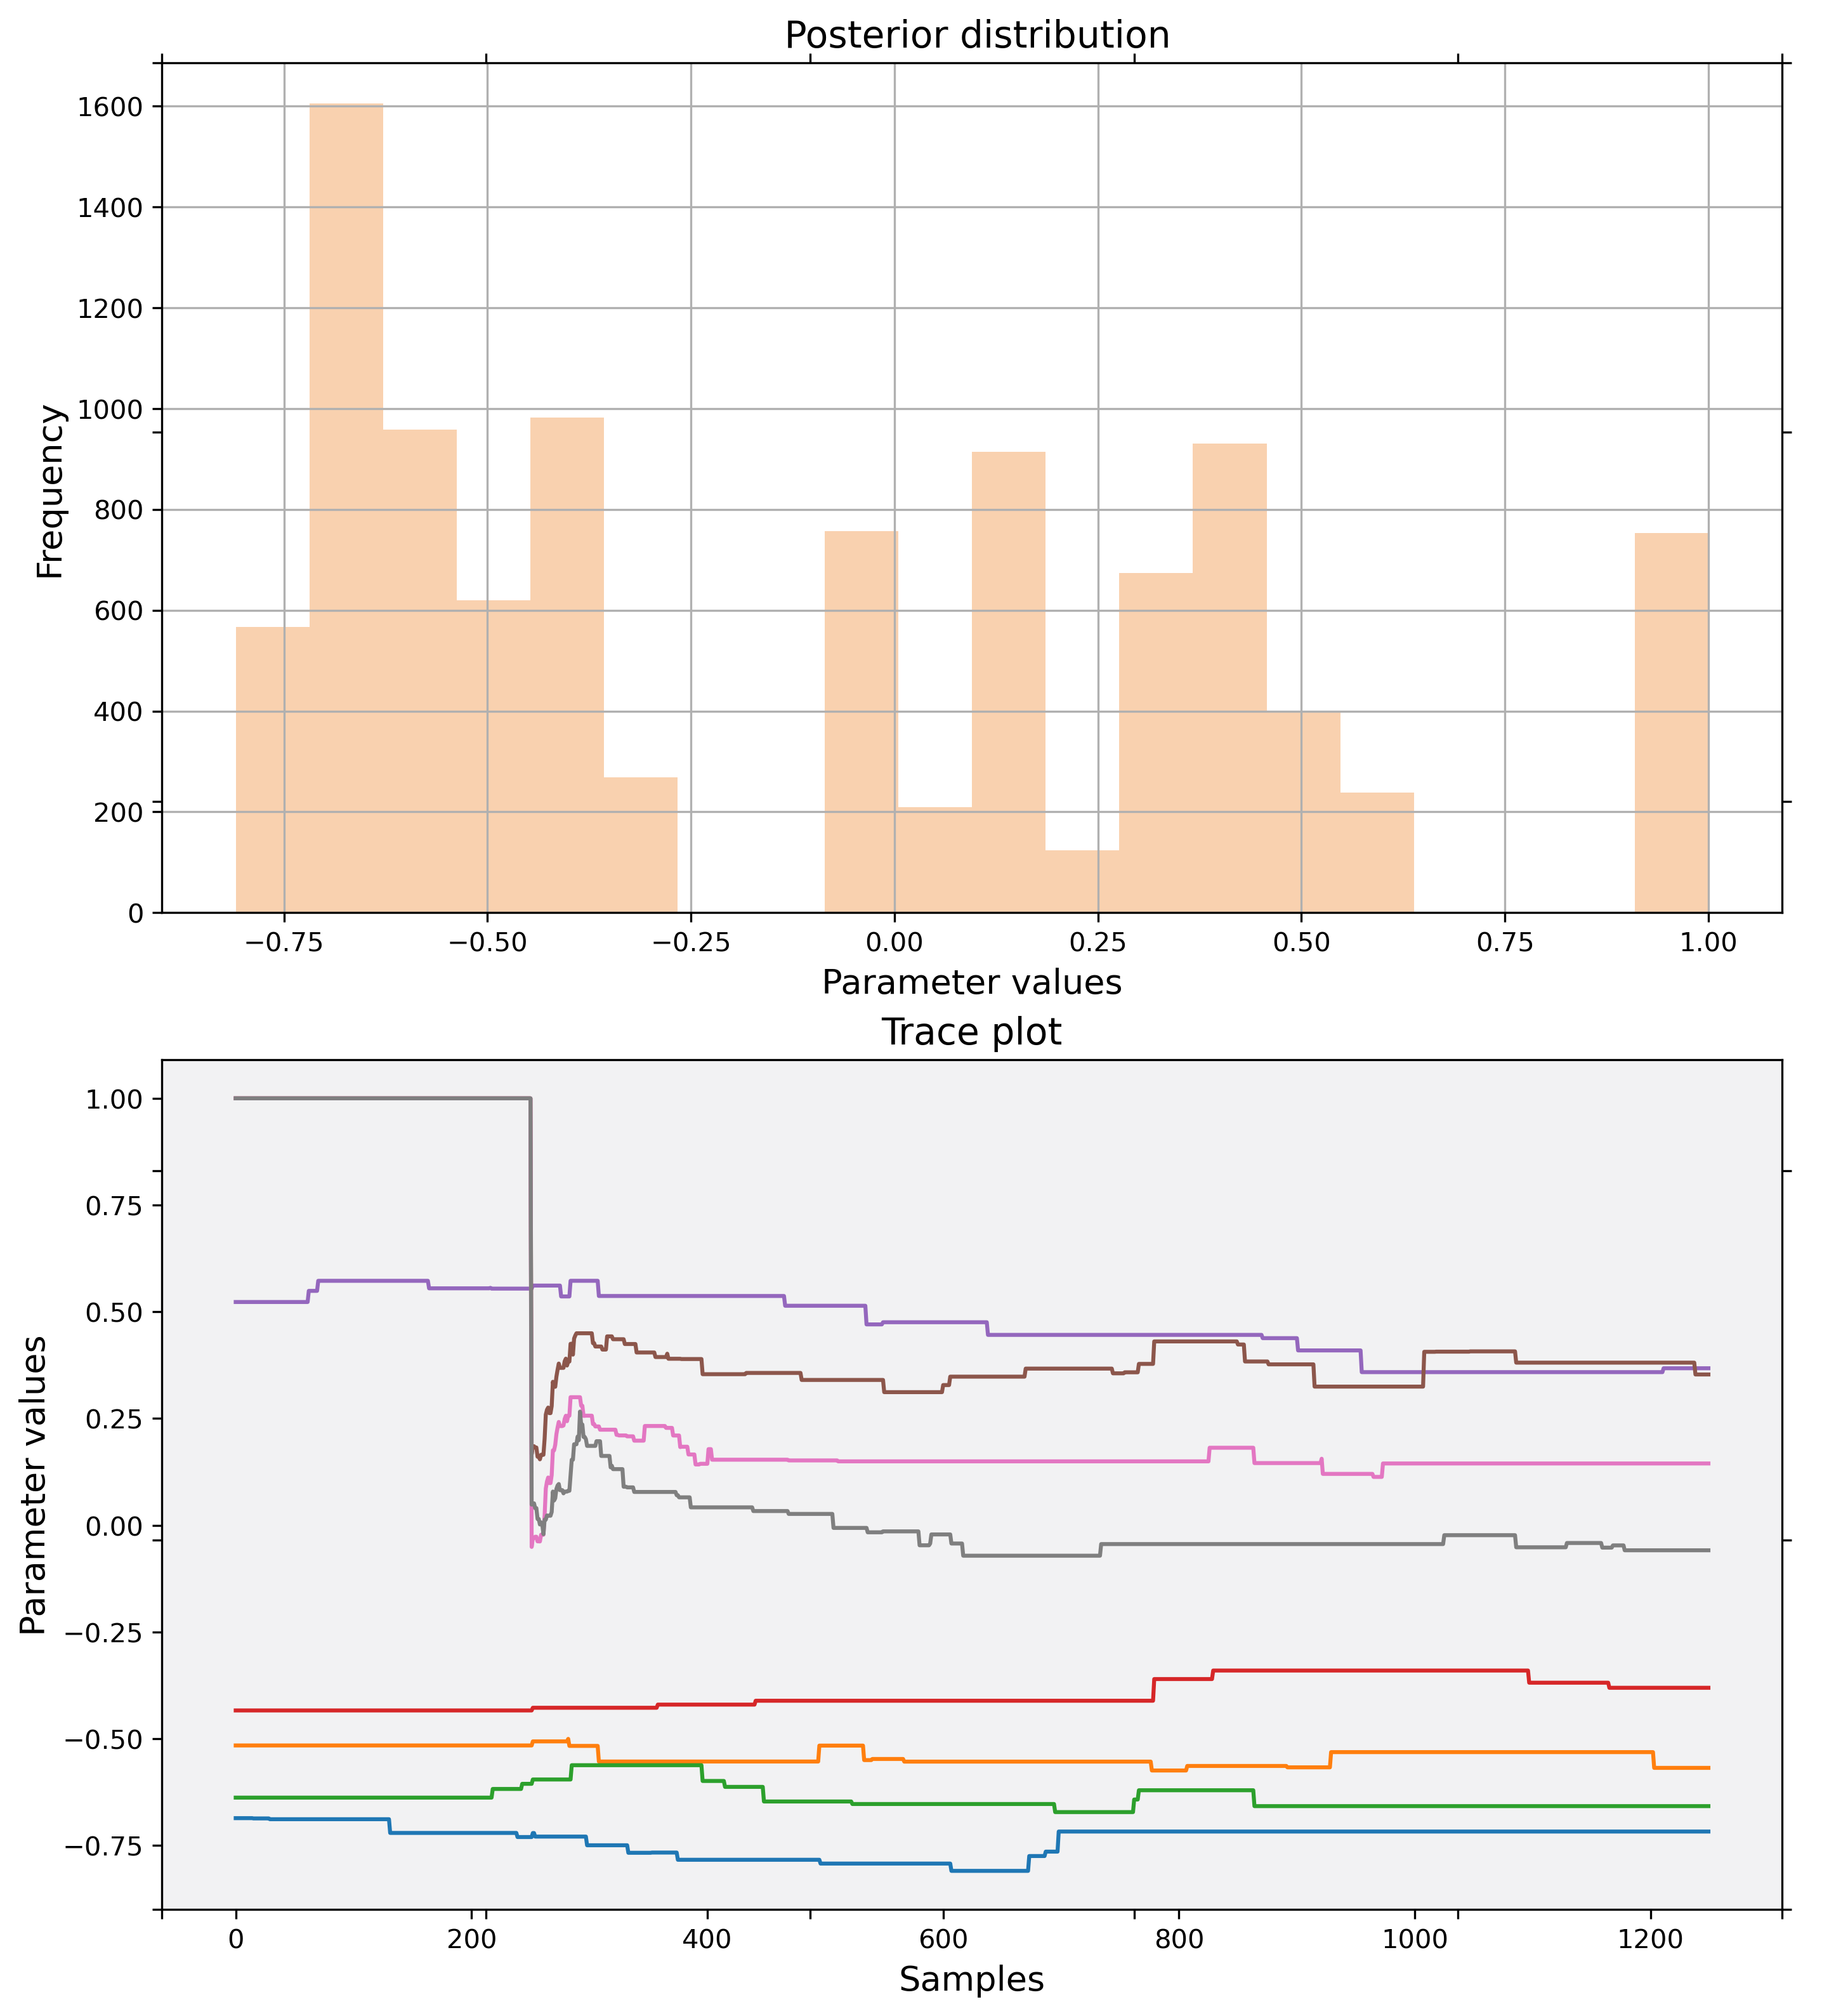 Posterior distribution
1600
1400
1200
1000
800
600
400
200
0
Frequency
−0.75 −0.50 −0.25 0.00 0.25 0.50 0.75 1.00
Parameter values
Trace plot
1.00
0.75
0.50
0.25
0.00
−0.25
−0.50
−0.75
Parameter values
0 200 400 600 800 1000 1200
Samples